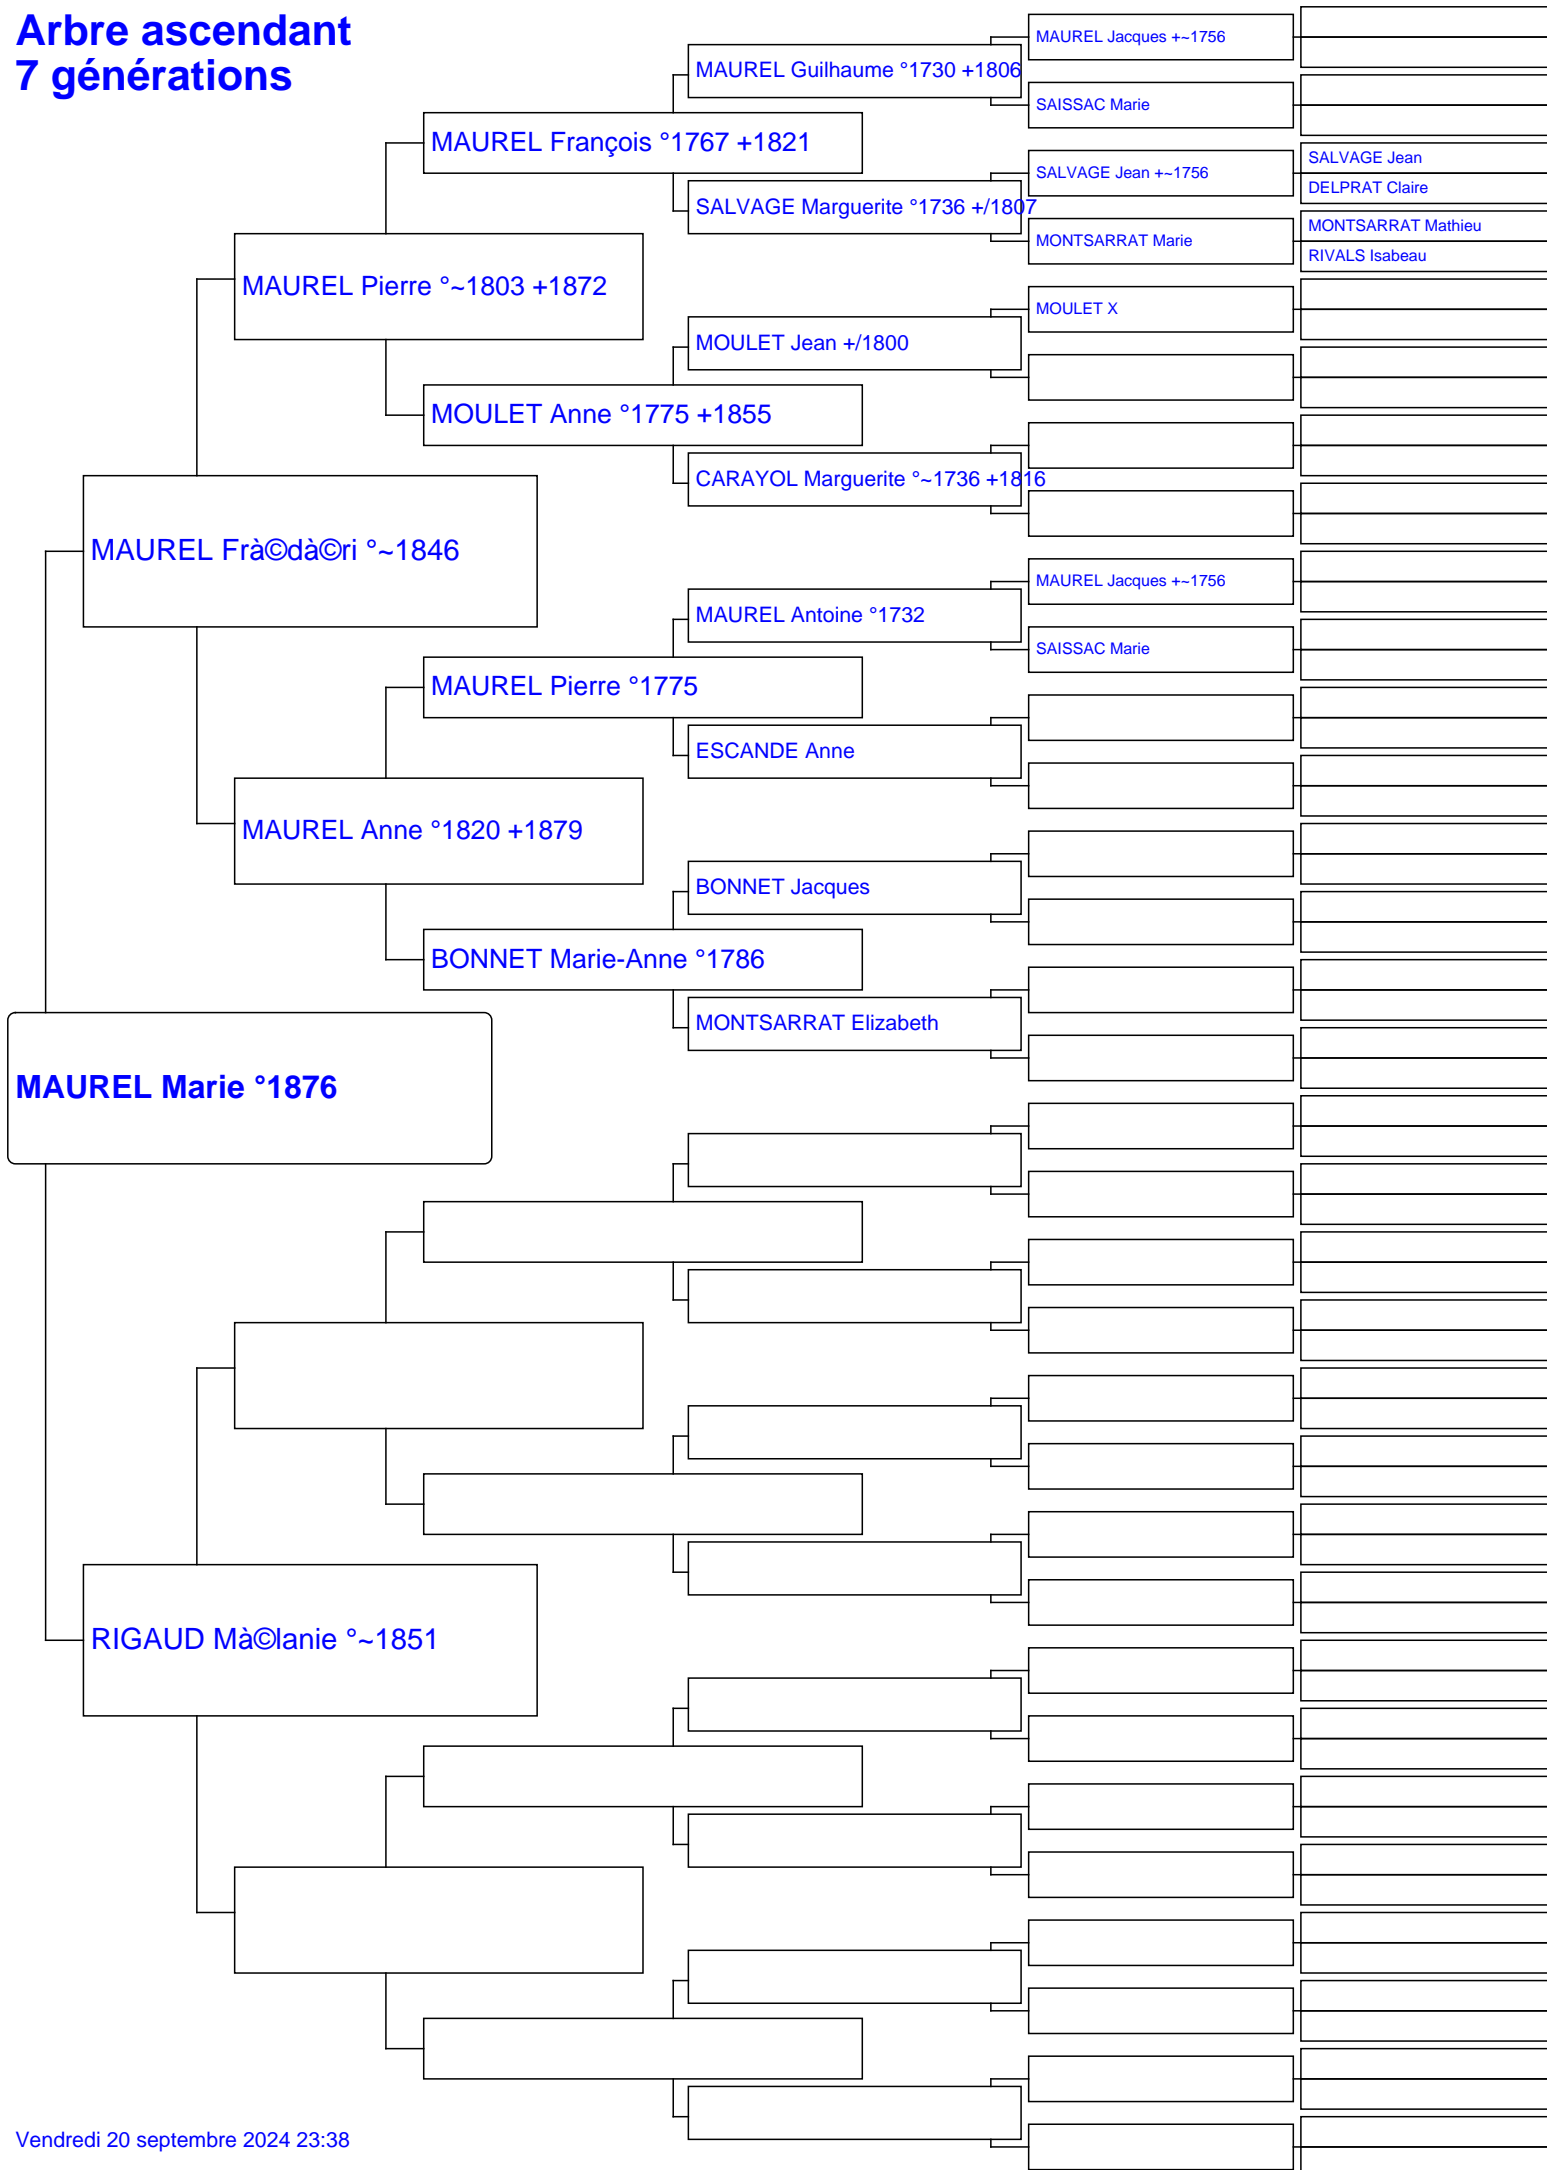 Arbre ascendant
7 générations
MAUREL Jacques +~1756
MAUREL Guilhaume °1730 +1806
SAISSAC Marie
MAUREL François °1767 +1821
SALVAGE Jean
SALVAGE Jean +~1756
DELPRAT Claire
SALVAGE Marguerite °1736 +/1807
MONTSARRAT Mathieu
MONTSARRAT Marie
RIVALS Isabeau
MAUREL Pierre °~1803 +1872
MOULET X
MOULET Jean +/1800
MOULET Anne °1775 +1855
CARAYOL Marguerite °~1736 +1816
MAUREL Frà©dà©ri °~1846
MAUREL Jacques +~1756
MAUREL Antoine °1732
SAISSAC Marie
MAUREL Pierre °1775
ESCANDE Anne
MAUREL Anne °1820 +1879
BONNET Jacques
BONNET Marie-Anne °1786
MONTSARRAT Elizabeth
MAUREL Marie °1876
RIGAUD Mà©lanie °~1851
Vendredi 20 septembre 2024 23:38